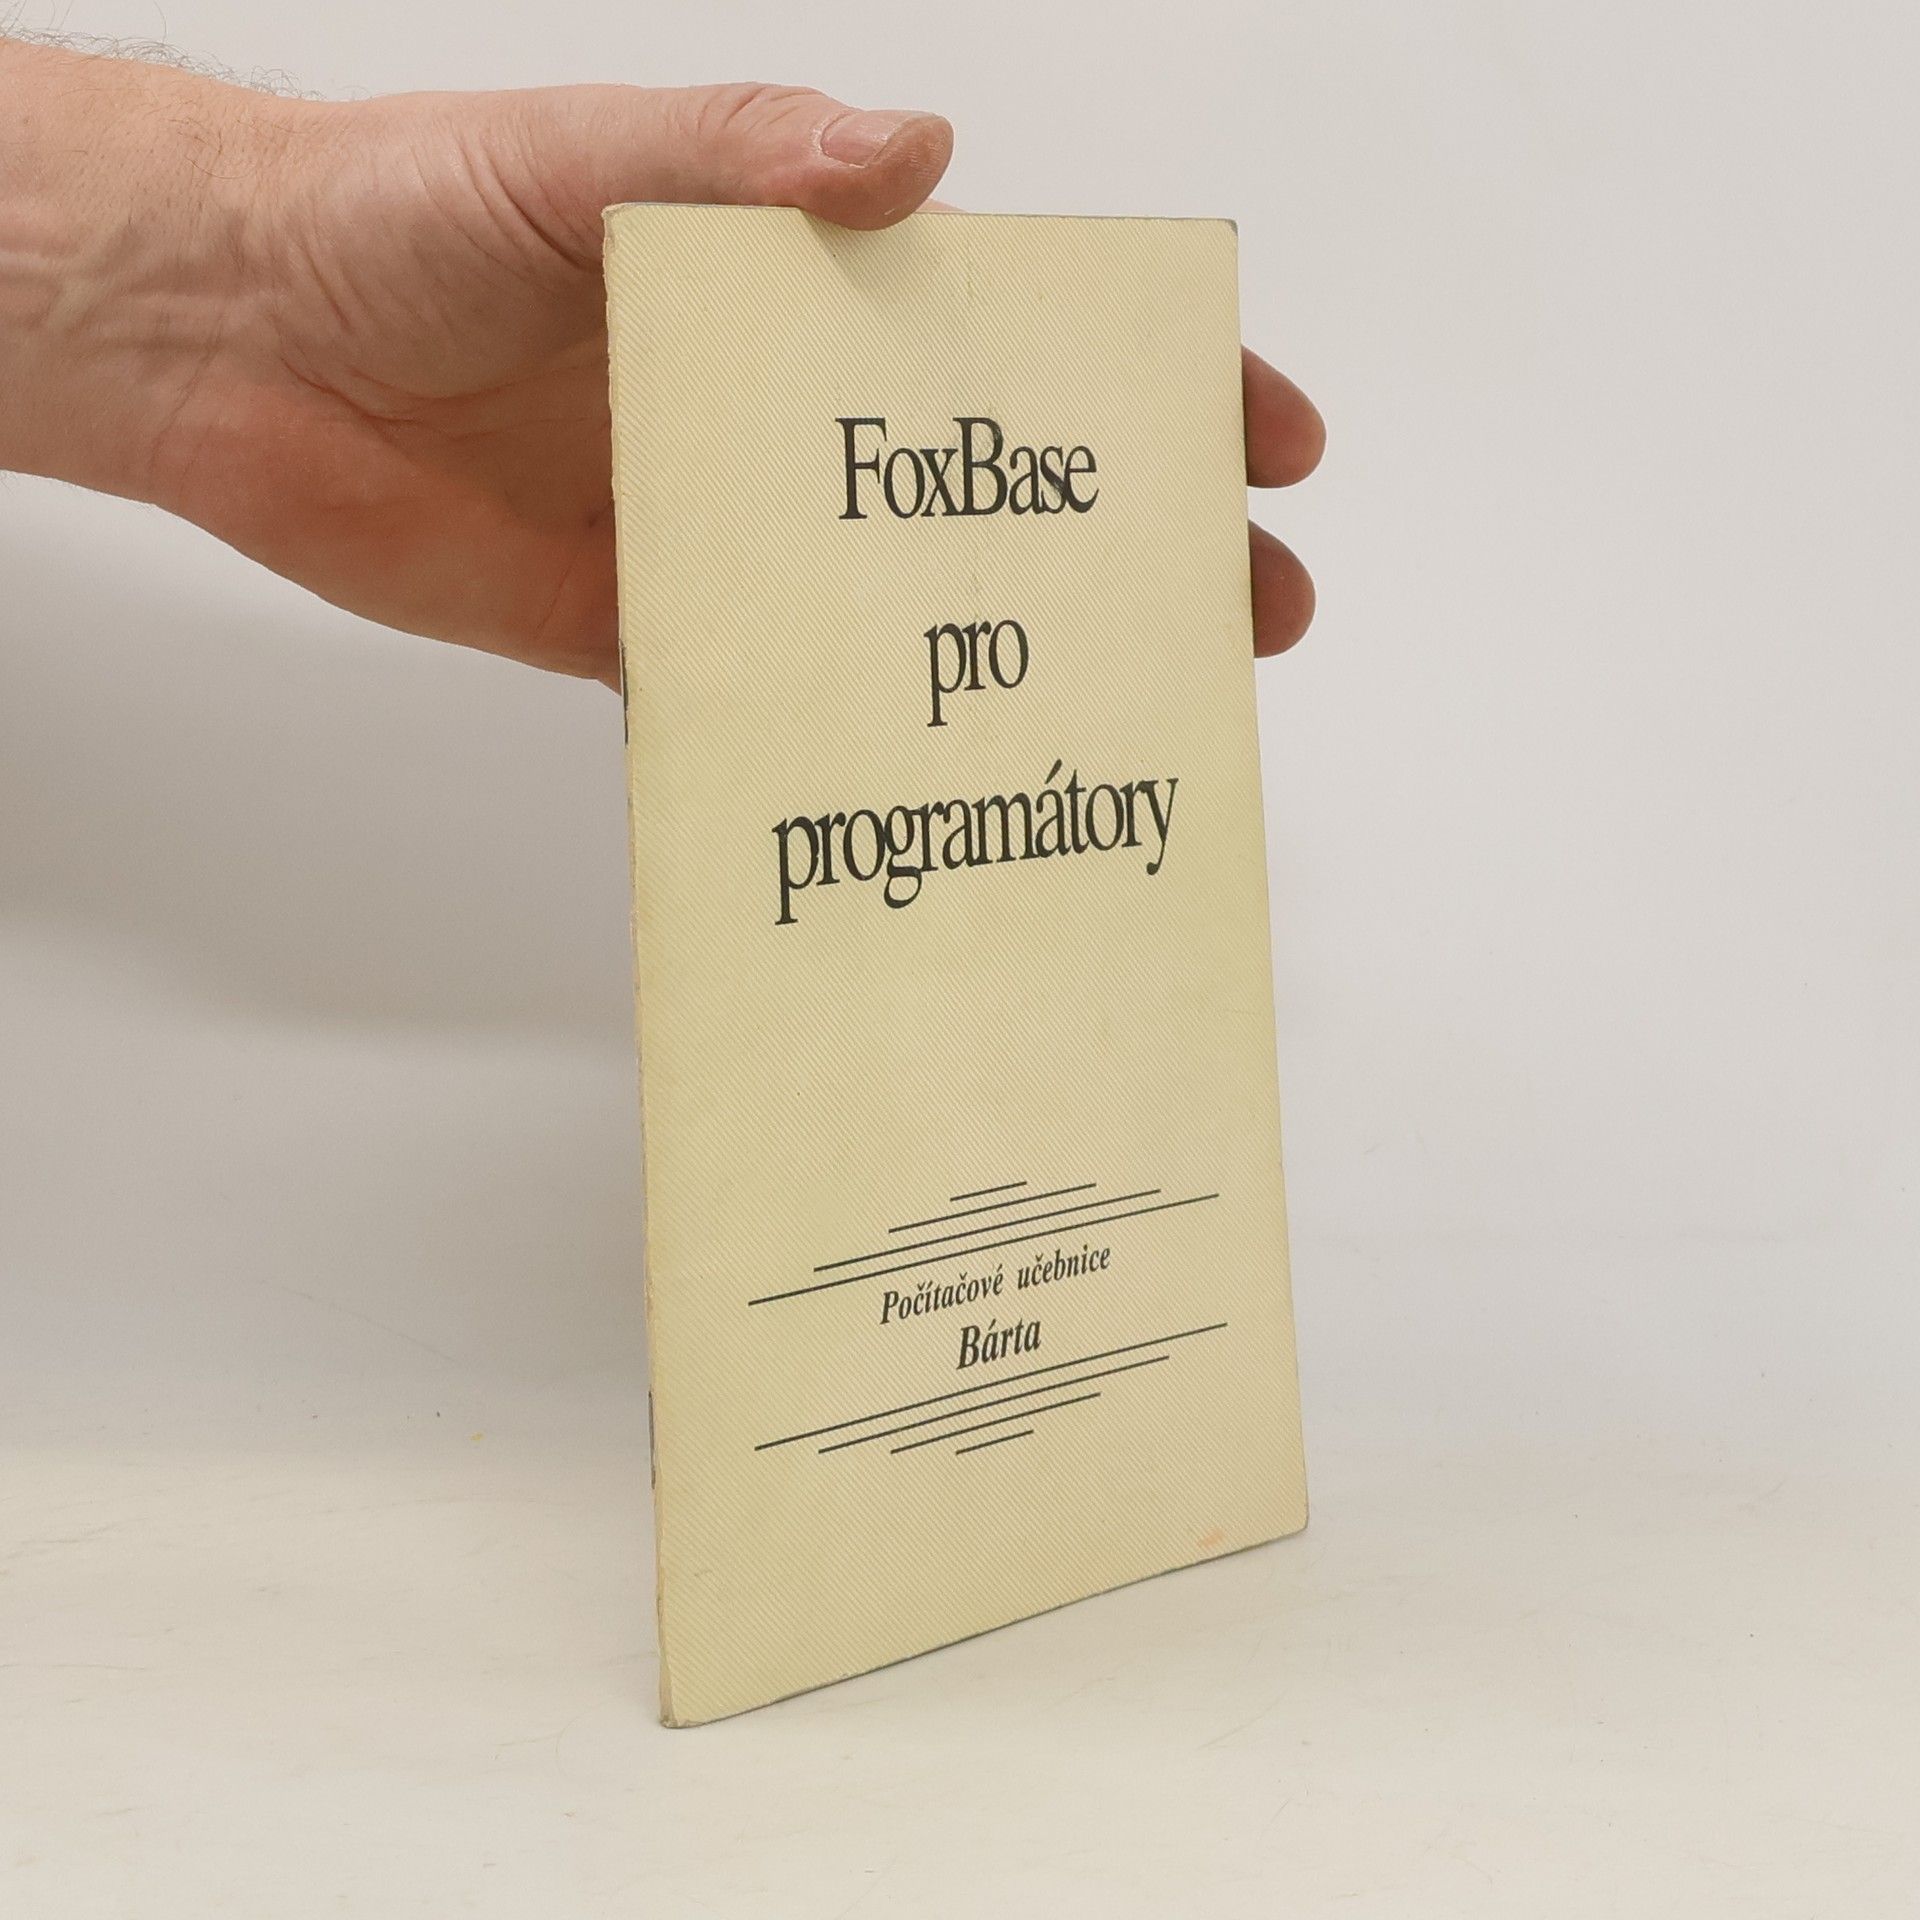 FoxBase
pro
programátory
Počítačové učebnice
Bárta